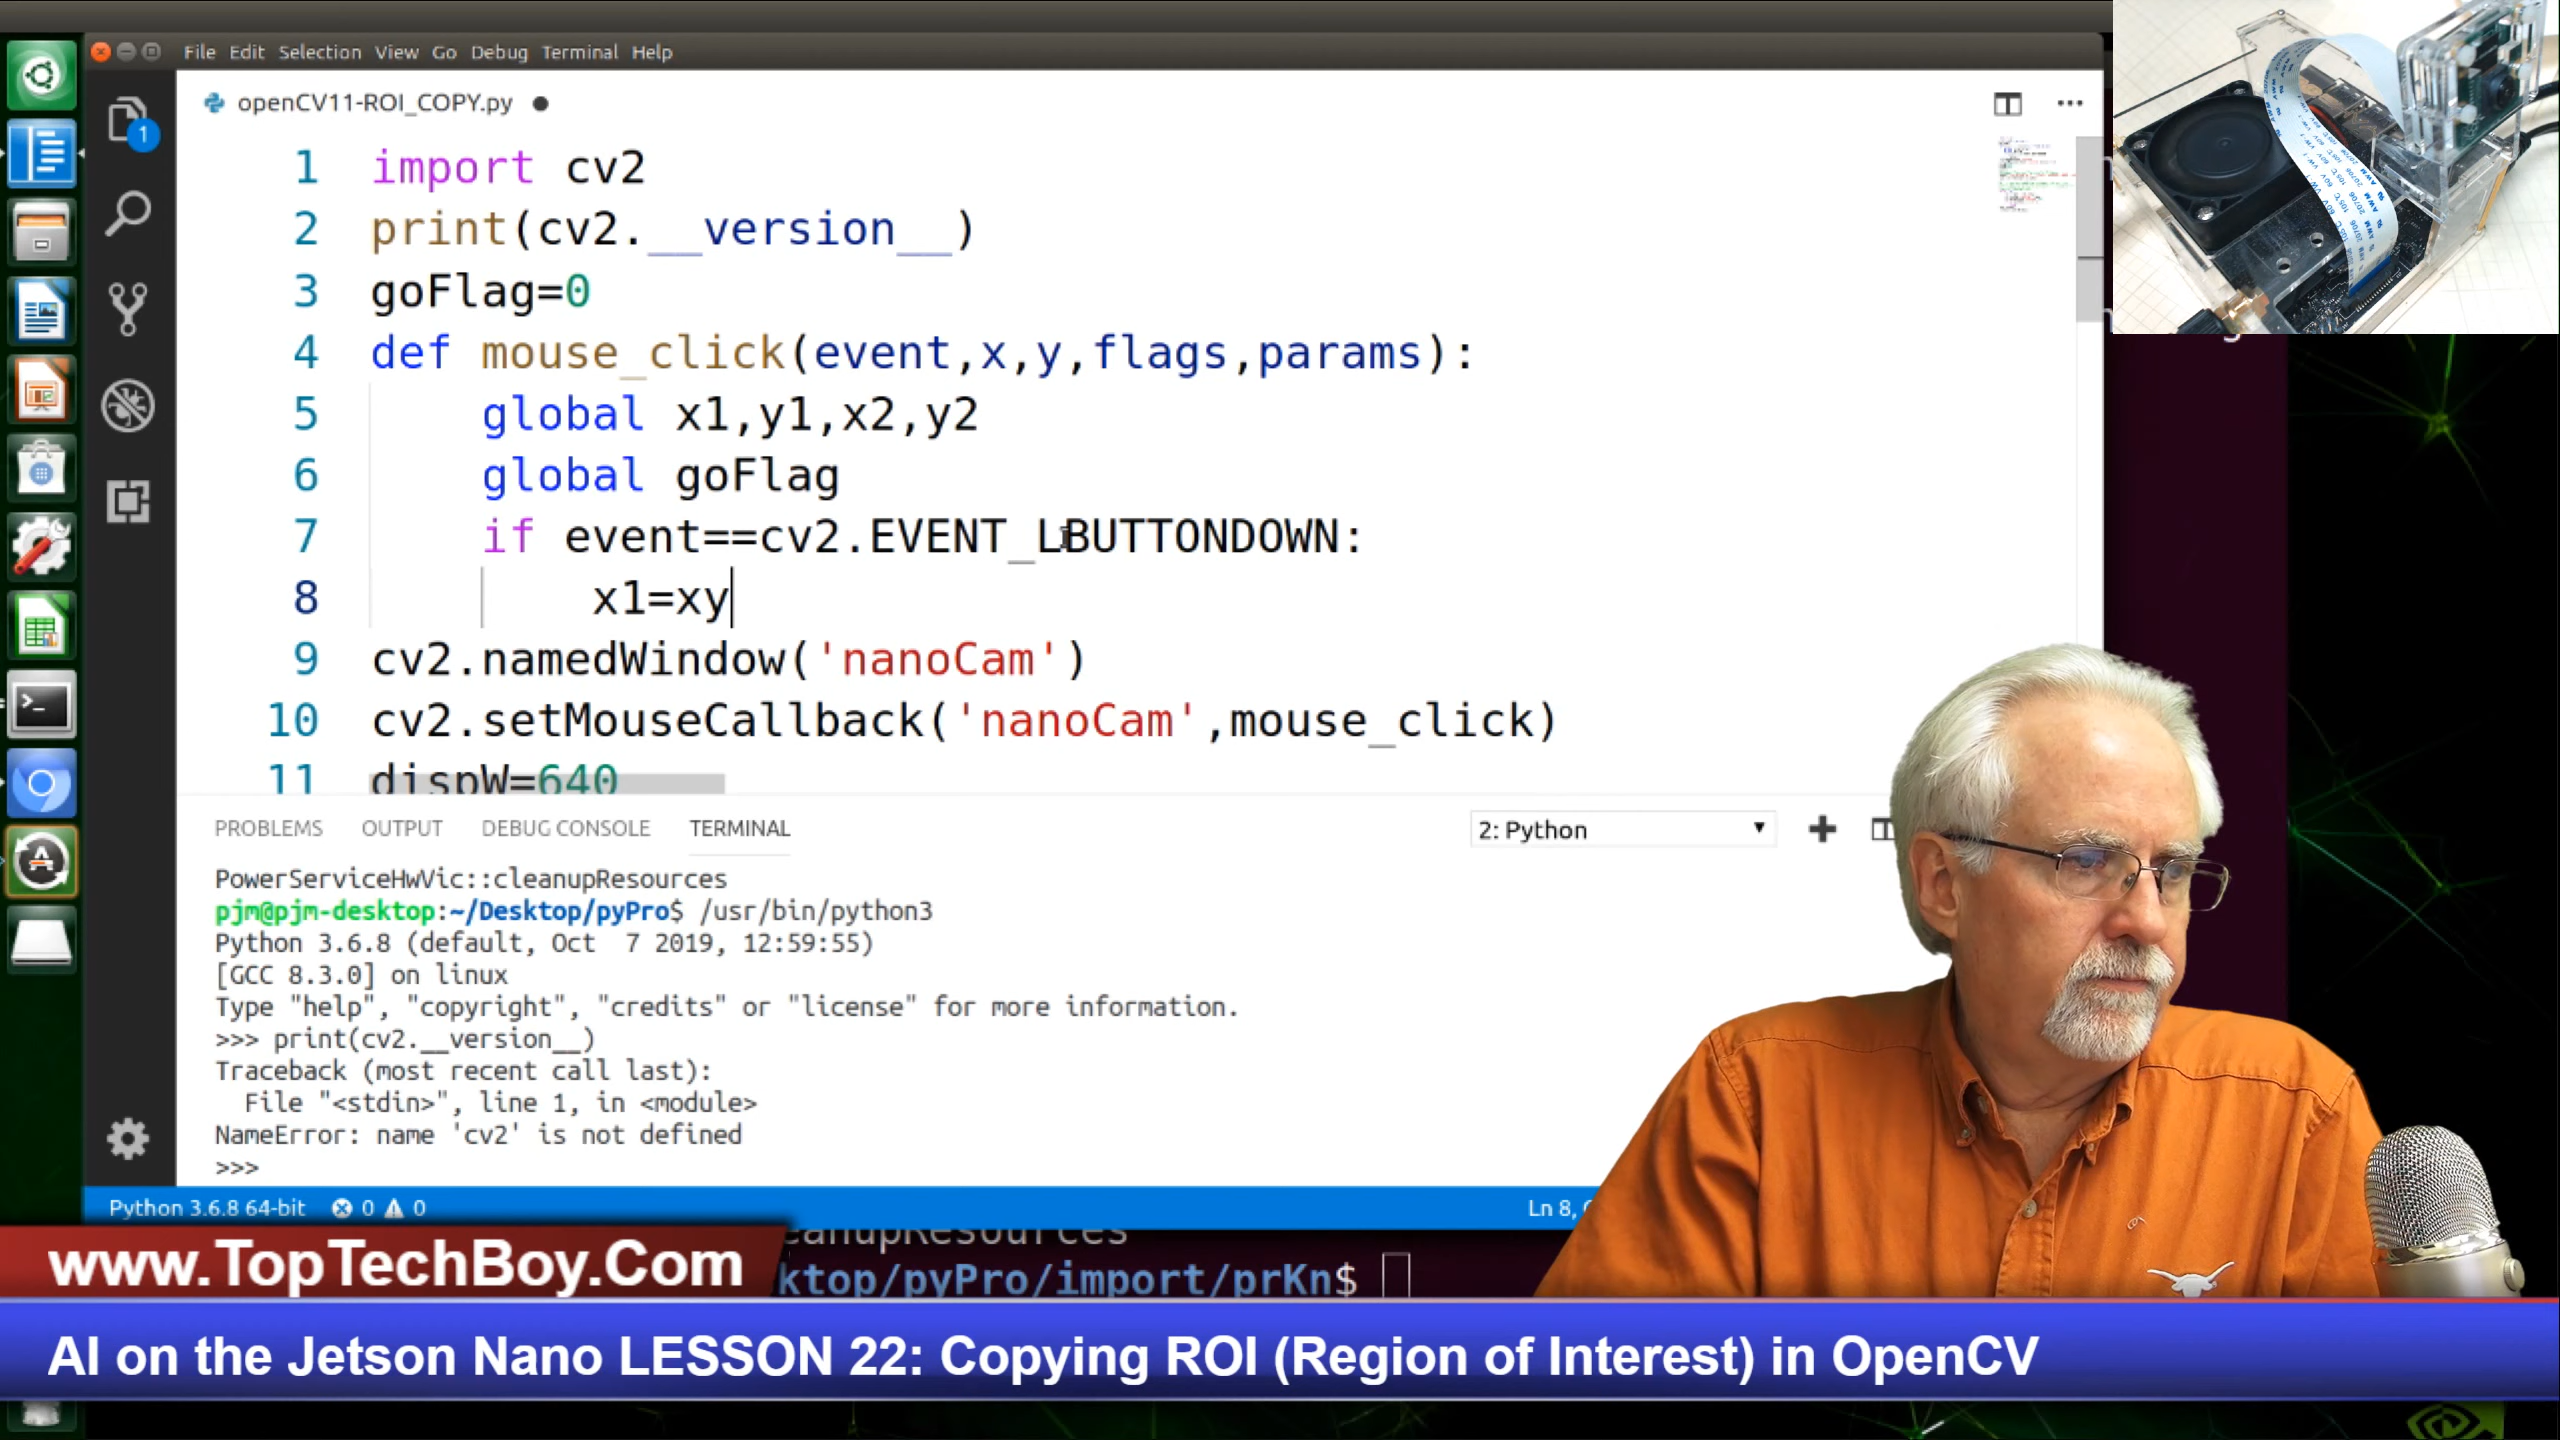 File Edit Selection View Go Debug Terminal Help
openCV11-ROI_COPY.py
1 import cv2
2 print(cv2.__version__)
3 goFlag=0
4 def mouse_click(event,x,y,flags,params):
5 global x1,y1,x2,y2
6 global goFlag
7 if event==cv2.EVENT_LBUTTONDOWN:
8 x1=xy
9 cv2.namedWindow('nanoCam')
10 cv2.setMouseCallback('nanoCam',mouse_click)
11 dispW=640
1
PROBLEMS OUTPUT DEBUG CONSOLE TERMINAL 2: Python
PowerServiceHwVic::cleanupResources
pjm@pjm-desktop:~/Desktop/pyPro$ /usr/bin/python3
Python 3.6.8 (default, Oct 7 2019, 12:59:55)
[GCC 8.3.0] on linux
Type "help", "copyright", "credits" or "license" for more information.
>>> print(cv2.__version__)
Traceback (most recent call last):
File "<stdin>", line 1, in <module>
NameError: name 'cv2' is not defined
>>>
Python 3.6.8 64-bit 0 0 Ln 8,
eanupResources
ktop/pyPro/import/prKn$
www.TopTechBoy.Com
AI on the Jetson Nano LESSON 22: Copying ROI (Region of Interest) in OpenCV